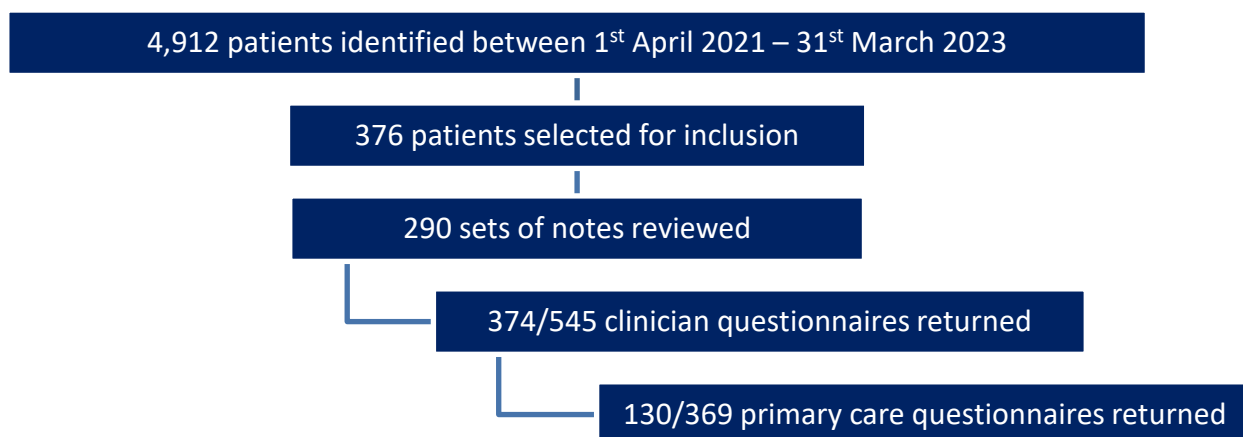 4,912 patients identified between 1st April 2021 – 31st March 2023
376 patients selected for inclusion
290 sets of notes reviewed
374/545 clinician questionnaires returned
130/369 primary care questionnaires returned